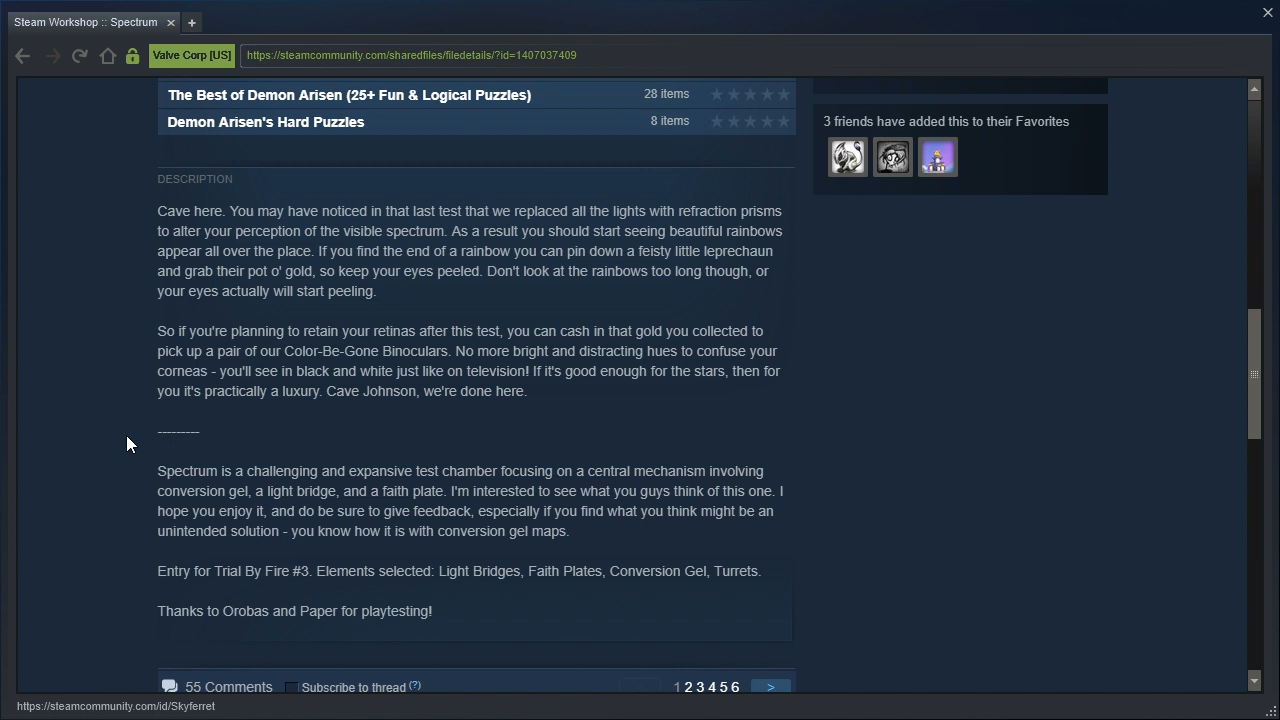 Steam Workshop :: Spectrum
Valve Corp [US]
https://steamcommunity.com/sharedfiles/filedetails/?id=1407037409
The Best of Demon Arisen (25+ Fun & Logical Puzzles)
28 items
Demon Arisen's Hard Puzzles
8 items
3 friends have added this to their Favorites
DESCRIPTION
Cave here. You may have noticed in that last test that we replaced all the lights with refraction prisms
to alter your perception of the visible spectrum. As a result you should start seeing beautiful rainbows
appear all over the place. If you find the end of a rainbow you can pin down a feisty little leprechaun
and grab their pot o' gold, so keep your eyes peeled. Don't look at the rainbows too long though, or
your eyes actually will start peeling.
So if you're planning to retain your retinas after this test, you can cash in that gold you collected to
pick up a pair of our Color-Be-Gone Binoculars. No more bright and distracting hues to confuse your
corneas - you'll see in black and white just like on television! If it's good enough for the stars, then for
you it's practically a luxury. Cave Johnson, we're done here.
---------
Spectrum is a challenging and expansive test chamber focusing on a central mechanism involving
conversion gel, a light bridge, and a faith plate. I'm interested to see what you guys think of this one. I
hope you enjoy it, and do be sure to give feedback, especially if you find what you think might be an
unintended solution - you know how it is with conversion gel maps.
Entry for Trial By Fire #3. Elements selected: Light Bridges, Faith Plates, Conversion Gel, Turrets.
Thanks to Orobas and Paper for playtesting!
55 Comments
Subscribe to thread (?)
1 2 3 4 5 6 >
https://steamcommunity.com/id/Skyferret